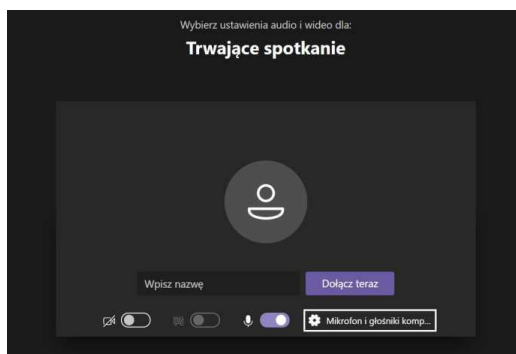 Wybierz ustawienia audio i wideo dla:
Trwające spotkanie
Wpisz nazwę
Dołącz teraz
Mikrofon i głośniki komp...